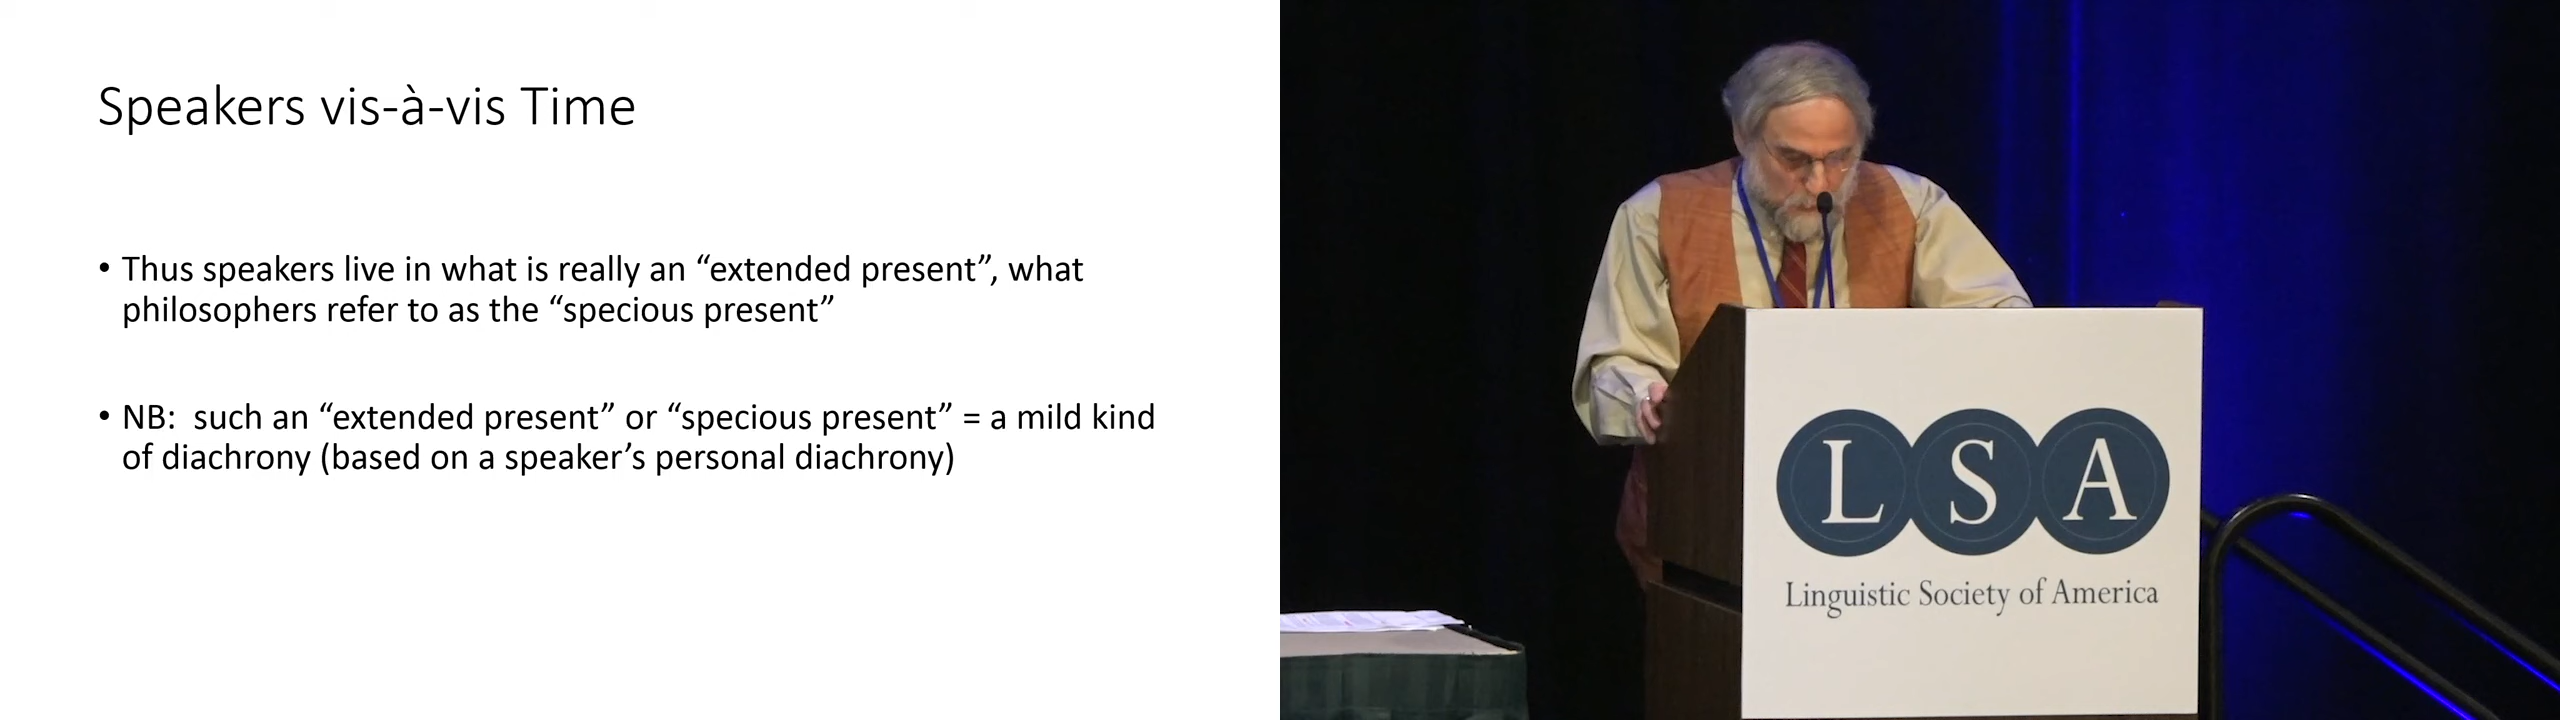 Speakers vis-à-vis Time
• Thus speakers live in what is really an “extended present”, what
philosophers refer to as the “specious present”
• NB:  such an “extended present” or “specious present” = a mild kind
of diachrony (based on a speaker’s personal diachrony)
LSA
Linguistic Society of America